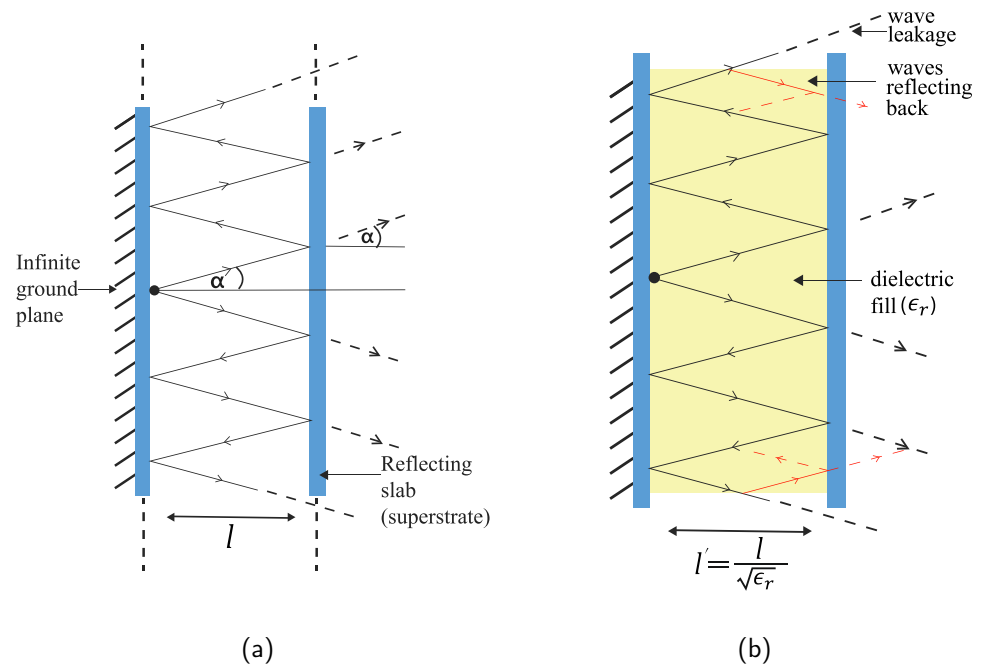 Infinite
ground
plane
α'
α
Reflecting
slab
(superstrate)
l
(a)
wave
leakage
waves
reflecting
back
dielectric
fill(ϵr)
l' = l / √ϵr
(b)